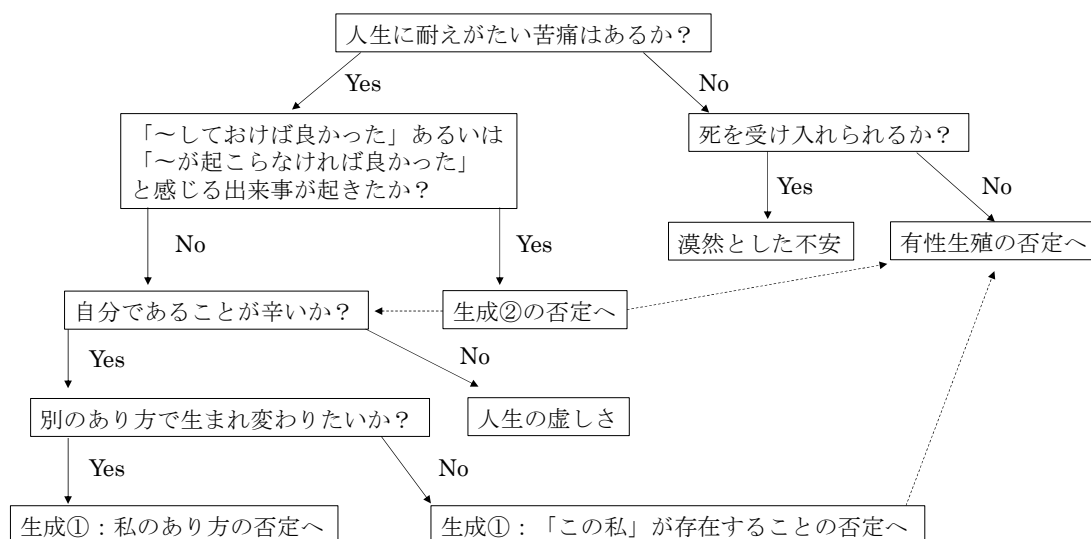 人生に耐えがたい苦痛はあるか？
Yes
No
「～しておけば良かった」あるいは
「～が起こらなければ良かった」
と感じる出来事が起きたか？
死を受け入れられるか？
Yes
No
No
Yes
漠然とした不安
有性生殖の否定へ
自分であることが辛いか？
生成②の否定へ
Yes
No
別のあり方で生まれ変わりたいか？
人生の虚しさ
Yes
No
生成①：私のあり方の否定へ
生成①：「この私」が存在することの否定へ